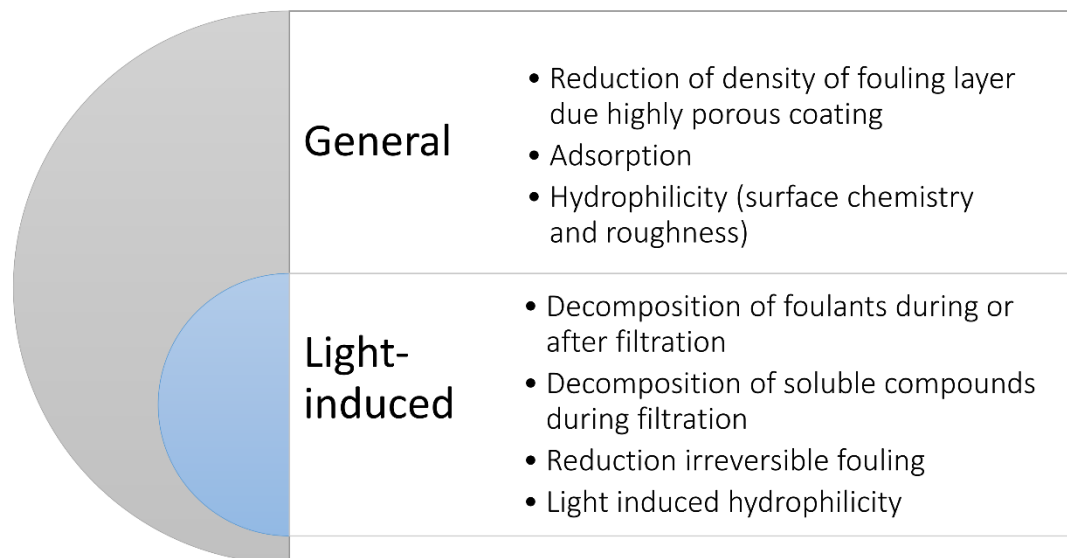 General
• Reduction of density of fouling layer
due highly porous coating
• Adsorption
• Hydrophilicity (surface chemistry
and roughness)
Light-
induced
• Decomposition of foulants during or
after filtration
• Decomposition of soluble compounds
during filtration
• Reduction irreversible fouling
• Light induced hydrophilicity